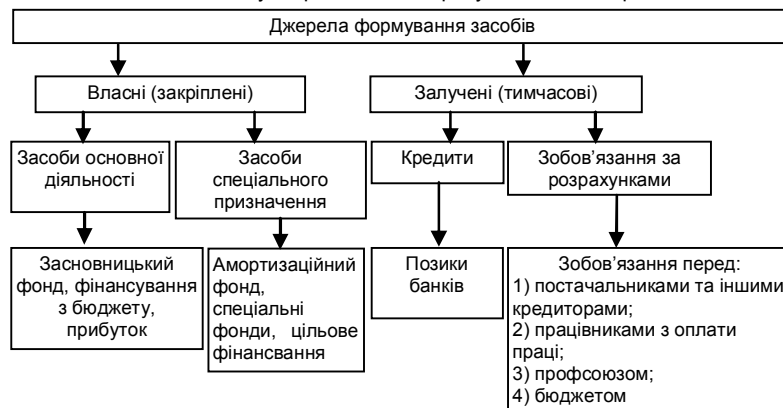 Джерела формування засобів
Власні (закріплені)
Залучені (тимчасові)
Засоби основної
діяльності
Засоби
спеціального
призначення
Кредити
Зобов’язання за
розрахунками
Засновницький
фонд, фінансування
з бюджету,
прибуток
Амортизаційний
фонд,
спеціальні
фонди, цільове
фінансвання
Позики
банків
Зобов’язання перед:
1) постачальниками та іншими
кредиторами;
2) працівниками з оплати
праці;
3) профсоюзом;
4) бюджетом